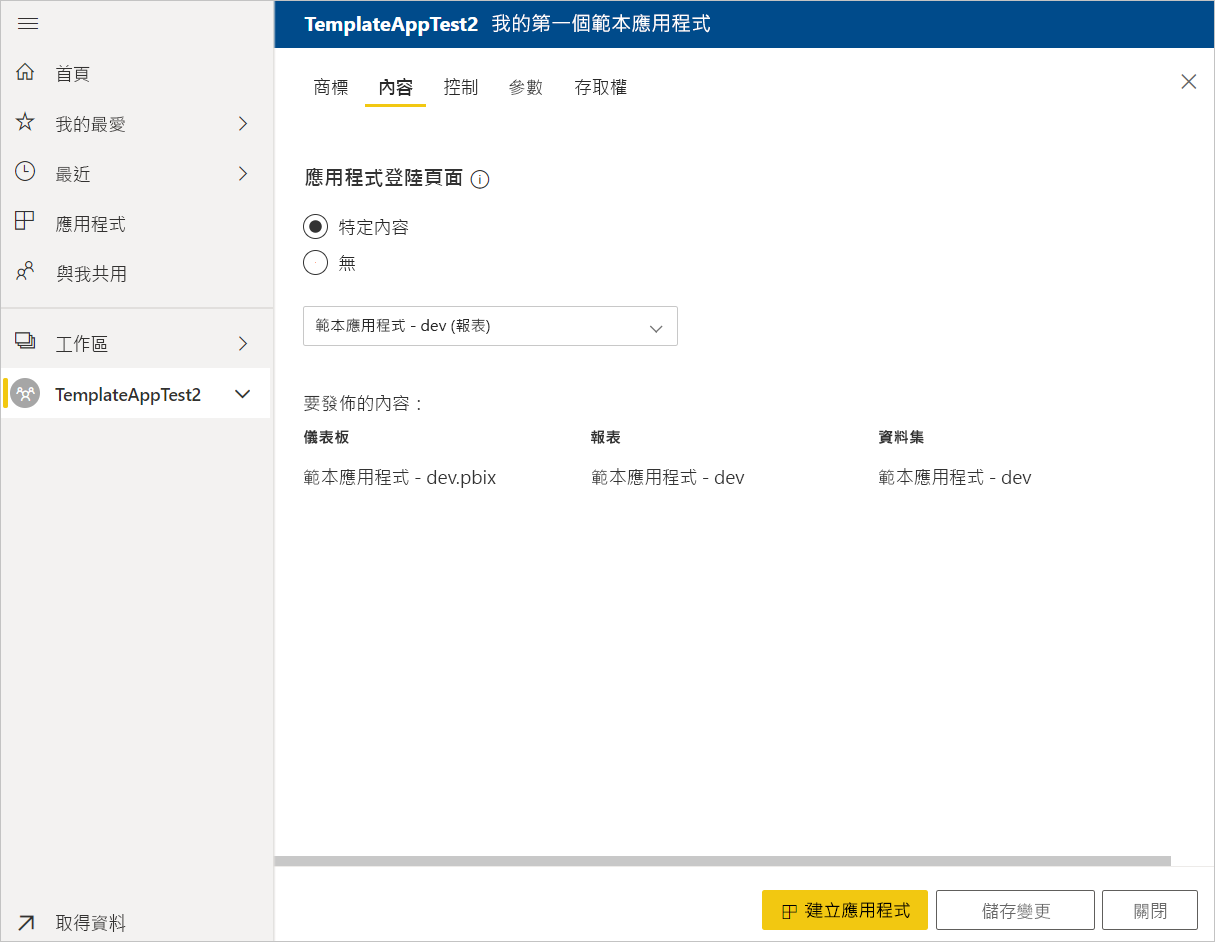 首頁
我的最愛
最近
應用程式
與我共用
工作區
TemplateAppTest2
取得資料
TemplateAppTest2 我的第一個範本應用程式
商標 內容 控制 參數 存取權
應用程式登陸頁面
特定內容
無
範本應用程式 - dev (報表)
要發佈的內容：
儀表板 報表 資料集
範本應用程式 - dev.pbix 範本應用程式 - dev 範本應用程式 - dev
建立應用程式 儲存變更 關閉